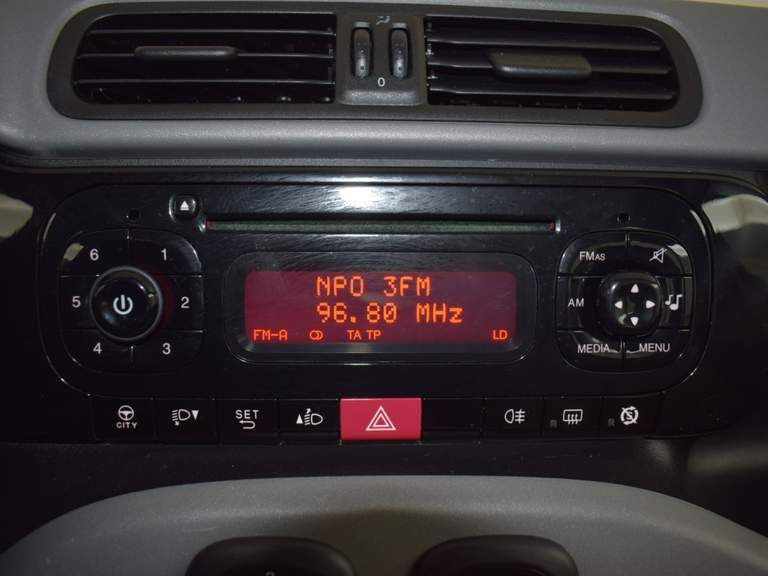 0
6 1
5 2
4 3
NPO 3FM
96.80 MHz
FM-A TA TP LD
FMAS
AM
MEDIA MENU
CITY
SET
R
R
S